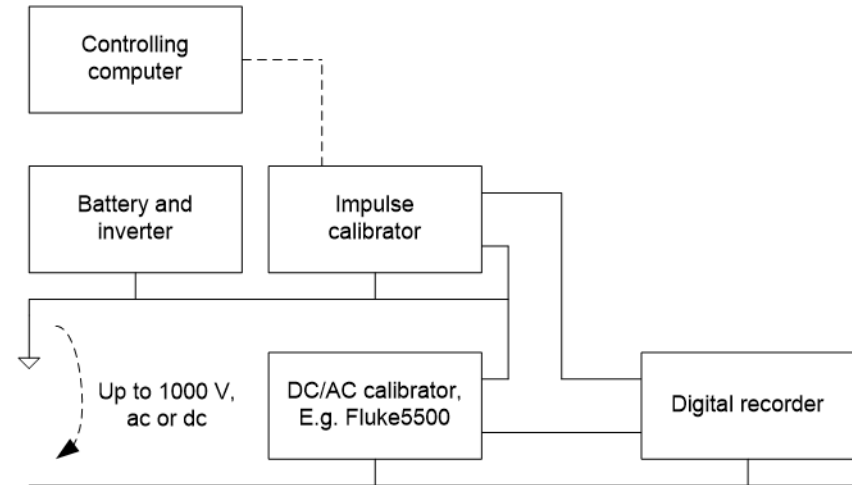 Controlling
computer
Battery and
inverter
Impulse
calibrator
Up to 1000 V,
ac or dc
DC/AC calibrator,
E.g. Fluke5500
Digital recorder